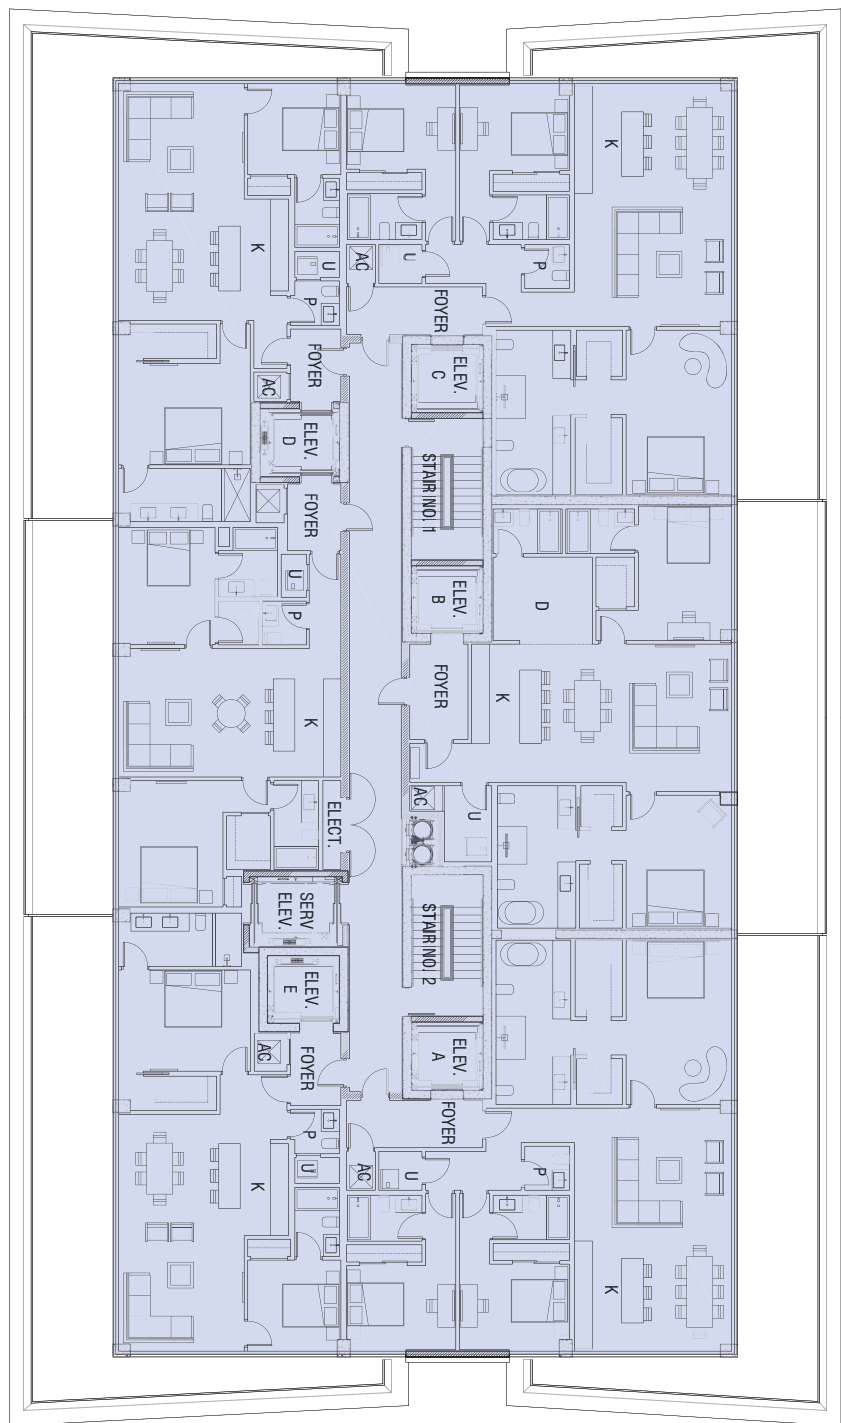 K
K
AC
U
U
P
P
FOYER
FOYER
ELEV.
C
AC
ELEV.
D
STAIR NO. 1
FOYER
U
P
ELEV.
B
D
FOYER
K
K
AC
U
ELECT.
SERV
ELEV.
STAIR NO. 2
ELEV.
E
ELEV.
A
AC
FOYER
FOYER
P
AC
U
P
U
K
K